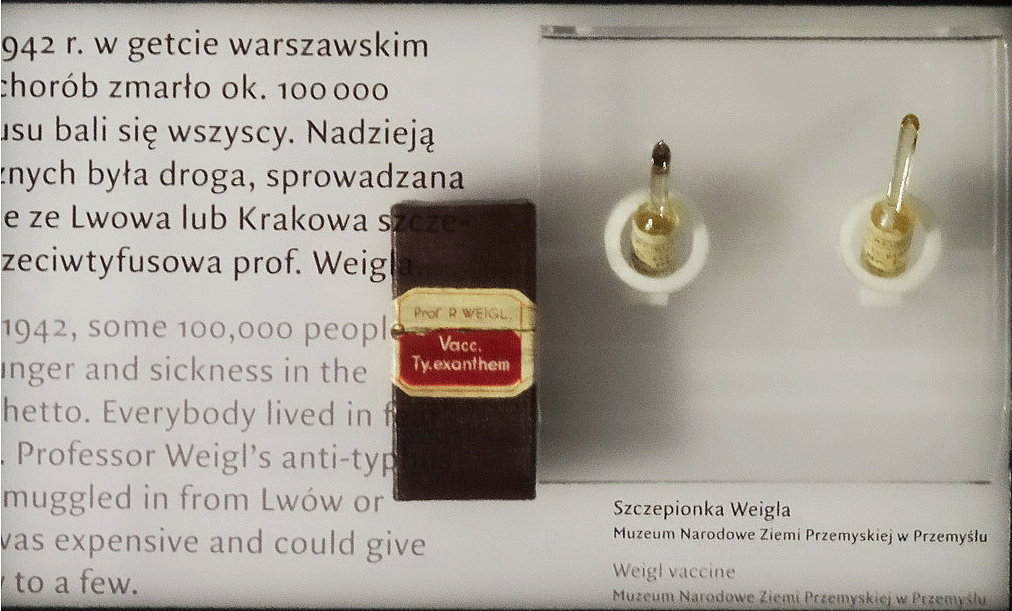 942 r. w getcie warszawskim
chorób zmarło ok. 100 000
usu bali się wszyscy. Nadzieją
znych była droga, sprowadzana
e ze Lwowa lub Krakowa szcze-
zeciwtyfusowa prof. Weigla.
1942, some 100,000 people
nger and sickness in the
hetto. Everybody lived in
. Professor Weigl's anti-typhus
muggled in from Lwów or
was expensive and could give
to a few.
Prof R WEIGL.
Vacc.
Ty.exanthem
Szczepionka Weigla
Muzeum Narodowe Ziemi Przemyskiej w Przemyślu
Weigl vaccine
Muzeum Narodowe Ziemi Przemyskiej w Przemyślu